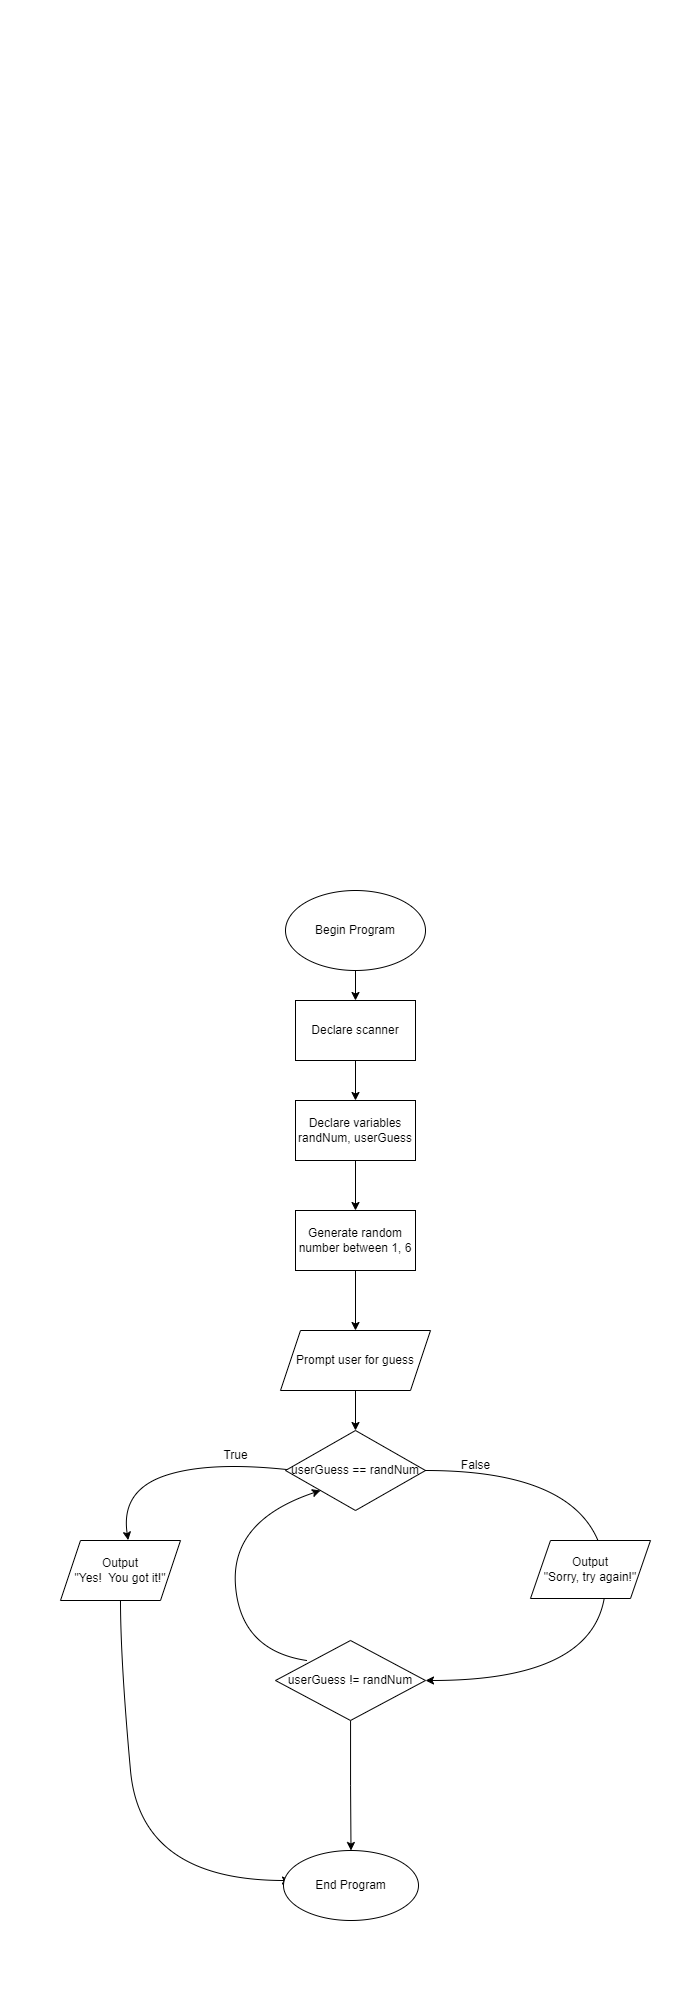 Begin Program
Declare scanner
Declare variables
randNum, userGuess
Generate random
number between 1, 6
Prompt user for guess
True
userGuess == randNum
False
Output
"Yes!  You got it!"
Output
"Sorry, try again!"
userGuess != randNum
End Program